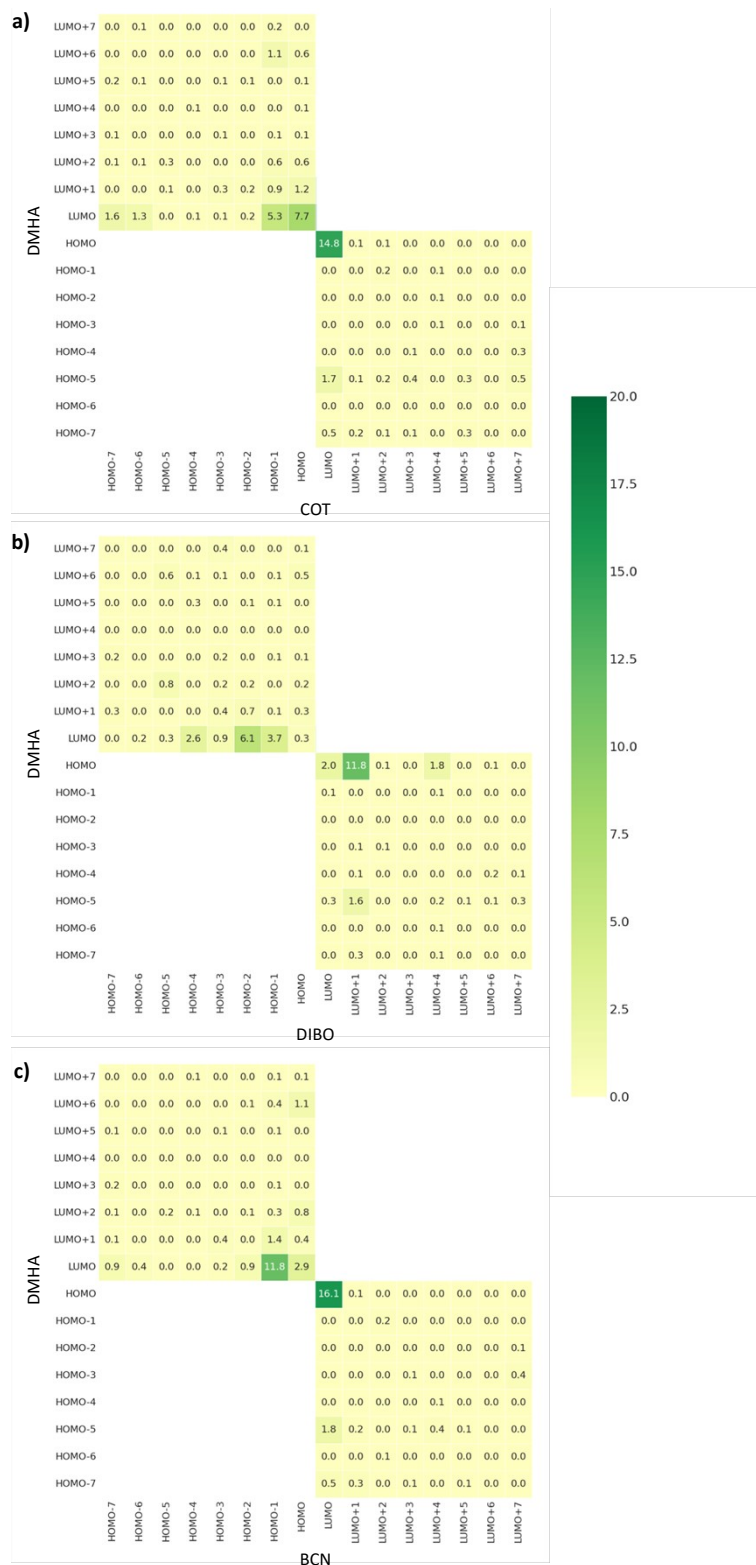 a)
DMHA
LUMO+7 0.0 0.1 0.0 0.0 0.0 0.0 0.2 0.0
LUMO+6 0.0 0.0 0.0 0.0 0.0 0.0 1.1 0.6
LUMO+5 0.2 0.1 0.0 0.0 0.1 0.1 0.0 0.1
LUMO+4 0.0 0.0 0.0 0.1 0.0 0.0 0.0 0.1
LUMO+3 0.1 0.0 0.0 0.0 0.1 0.0 0.1 0.1
LUMO+2 0.1 0.1 0.3 0.0 0.0 0.0 0.6 0.6
LUMO+1 0.0 0.0 0.1 0.0 0.3 0.2 0.9 1.2
LUMO 1.6 1.3 0.0 0.1 0.1 0.2 5.3 7.7
HOMO 14.8 0.1 0.1 0.0 0.0 0.0 0.0 0.0
HOMO-1 0.0 0.0 0.2 0.0 0.1 0.0 0.0 0.0
HOMO-2 0.0 0.0 0.0 0.0 0.1 0.0 0.0 0.0
HOMO-3 0.0 0.0 0.0 0.0 0.1 0.0 0.0 0.1
HOMO-4 0.0 0.0 0.0 0.1 0.0 0.0 0.0 0.3
HOMO-5 1.7 0.1 0.2 0.4 0.0 0.3 0.0 0.5
HOMO-6 0.0 0.0 0.0 0.0 0.0 0.0 0.0 0.0
HOMO-7 0.5 0.2 0.1 0.1 0.0 0.3 0.0 0.0
HOMO-7 HOMO-6 HOMO-5 HOMO-4 HOMO-3 HOMO-2 HOMO-1 HOMO LUMO LUMO+1 LUMO+2 LUMO+3 LUMO+4 LUMO+5 LUMO+6 LUMO+7
COT
b)
DMHA
LUMO+7 0.0 0.0 0.0 0.0 0.4 0.0 0.0 0.1
LUMO+6 0.0 0.0 0.6 0.1 0.1 0.0 0.1 0.5
LUMO+5 0.0 0.0 0.0 0.3 0.0 0.1 0.1 0.0
LUMO+4 0.0 0.0 0.0 0.0 0.0 0.0 0.0 0.0
LUMO+3 0.2 0.0 0.0 0.0 0.2 0.0 0.1 0.1
LUMO+2 0.0 0.0 0.8 0.0 0.2 0.2 0.0 0.2
LUMO+1 0.3 0.0 0.0 0.0 0.4 0.7 0.1 0.3
LUMO 0.0 0.2 0.3 2.6 0.9 6.1 3.7 0.3
HOMO 2.0 11.8 0.1 0.0 1.8 0.0 0.1 0.0
HOMO-1 0.1 0.0 0.0 0.0 0.1 0.0 0.0 0.0
HOMO-2 0.0 0.0 0.0 0.0 0.0 0.0 0.0 0.0
HOMO-3 0.0 0.1 0.1 0.0 0.0 0.0 0.0 0.0
HOMO-4 0.0 0.1 0.0 0.0 0.0 0.0 0.2 0.1
HOMO-5 0.3 1.6 0.0 0.0 0.2 0.1 0.1 0.3
HOMO-6 0.0 0.0 0.0 0.0 0.1 0.0 0.0 0.0
HOMO-7 0.0 0.3 0.0 0.0 0.1 0.0 0.0 0.0
HOMO-7 HOMO-6 HOMO-5 HOMO-4 HOMO-3 HOMO-2 HOMO-1 HOMO LUMO LUMO+1 LUMO+2 LUMO+3 LUMO+4 LUMO+5 LUMO+6 LUMO+7
DIBO
c)
DMHA
LUMO+7 0.0 0.0 0.0 0.1 0.0 0.0 0.1 0.1
LUMO+6 0.0 0.0 0.0 0.0 0.0 0.1 0.4 1.1
LUMO+5 0.1 0.0 0.0 0.0 0.1 0.0 0.1 0.0
LUMO+4 0.0 0.0 0.0 0.0 0.0 0.0 0.0 0.0
LUMO+3 0.2 0.0 0.0 0.0 0.0 0.0 0.1 0.0
LUMO+2 0.1 0.0 0.2 0.1 0.0 0.1 0.3 0.8
LUMO+1 0.1 0.0 0.0 0.0 0.4 0.0 1.4 0.4
LUMO 0.9 0.4 0.0 0.0 0.2 0.9 11.8 2.9
HOMO 16.1 0.1 0.0 0.0 0.0 0.0 0.0 0.0
HOMO-1 0.0 0.0 0.2 0.0 0.0 0.0 0.0 0.0
HOMO-2 0.0 0.0 0.0 0.0 0.0 0.0 0.0 0.1
HOMO-3 0.0 0.0 0.0 0.1 0.0 0.0 0.0 0.4
HOMO-4 0.0 0.0 0.0 0.0 0.1 0.0 0.0 0.0
HOMO-5 1.8 0.2 0.0 0.1 0.4 0.1 0.0 0.0
HOMO-6 0.0 0.0 0.1 0.0 0.0 0.0 0.0 0.0
HOMO-7 0.5 0.3 0.0 0.1 0.0 0.1 0.0 0.0
HOMO-7 HOMO-6 HOMO-5 HOMO-4 HOMO-3 HOMO-2 HOMO-1 HOMO LUMO LUMO+1 LUMO+2 LUMO+3 LUMO+4 LUMO+5 LUMO+6 LUMO+7
BCN
20.0
17.5
15.0
12.5
10.0
7.5
5.0
2.5
0.0